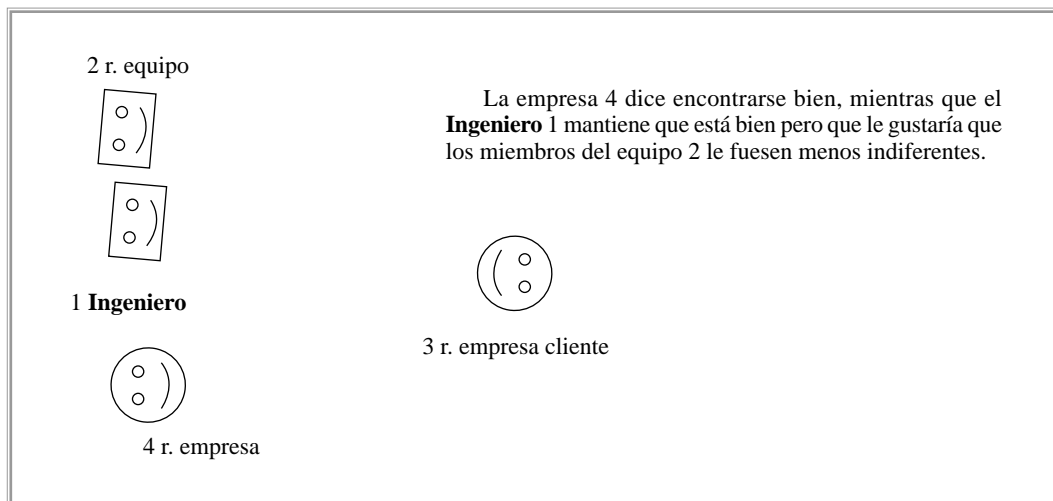 2 r. equipo
La empresa 4 dice encontrarse bien, mientras que el
Ingeniero 1 mantiene que está bien pero que le gustaría que
los miembros del equipo 2 le fuesen menos indiferentes.
1 Ingeniero
3 r. empresa cliente
4 r. empresa